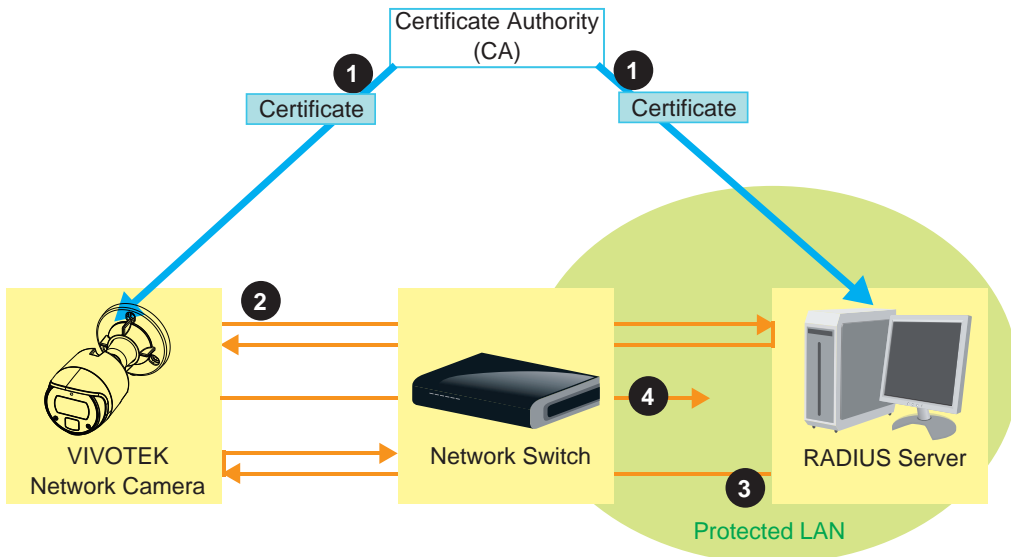 Certificate Authority
(CA)
1
1
Certificate
Certificate
2
4
VIVOTEK
Network Camera
Network Switch
RADIUS Server
3
Protected LAN